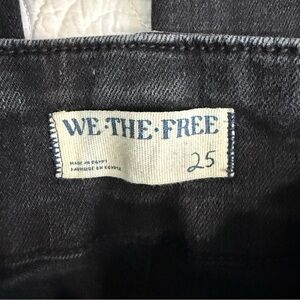 WE·THE·FREE
25
MADE IN EGYPT
FABRIQUÉ EN EGYPTE